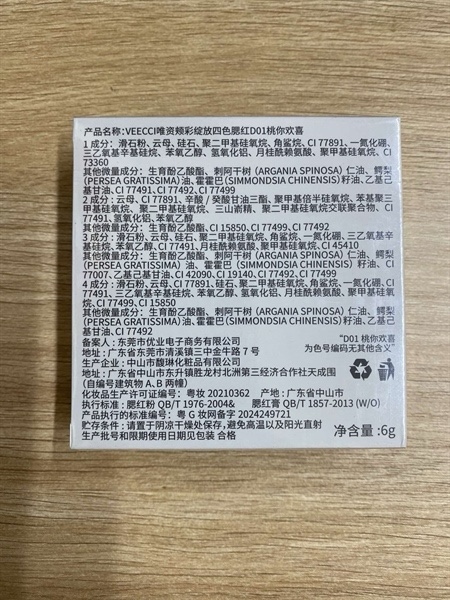 产品名称：VEECCI唯资颊彩绽放四色腮红D01桃你欢喜
1 成分：滑石粉、云母、硅石、聚二甲基硅氧烷、角鲨烷、CI 77891、一氮化硼、
三乙氧基辛基硅烷、苯氧乙醇、氢氧化铝、月桂酰赖氨酸、聚甲基硅氧烷、CI
73360
其他微量成分：生育酚乙酸酯、刺阿干树 (ARGANIA SPINOSA) 仁油、鳄梨
(PERSEA GRATISSIMA) 油、霍霍巴 (SIMMONDSIA CHINENSIS) 籽油、乙基己
基甘油、CI 77491、CI 77492、CI 77499
2 成分：云母、CI 77891、辛酸 / 癸酸甘油三酯、聚甲基倍半硅氧烷、苯基聚
三甲基硅氧烷、聚二甲基硅氧烷、三山嵛精、聚二甲基硅氧烷交联聚合物、CI
77491、氢氧化铝、苯氧乙醇
其他微量成分：生育酚乙酸酯、CI 15850、CI 77499、CI 77492
3 成分：滑石粉、云母、硅石、聚二甲基硅氧烷、角鲨烷、一氮化硼、三乙氧基辛
基硅烷、苯氧乙醇、CI 77491、月桂酰赖氨酸、聚甲基硅氧烷、CI 45410
其他微量成分：生育酚乙酸酯、刺阿干树 (ARGANIA SPINOSA) 仁油、鳄梨
(PERSEA GRATISSIMA) 油、霍霍巴 (SIMMONDSIA CHINENSIS) 籽油、CI
77007、乙基己基甘油、CI 42090、CI 19140、CI 77492、CI 77499
4 成分：滑石粉、云母、CI 77891、硅石、聚二甲基硅氧烷、角鲨烷、一氮化硼、CI
77491、三乙氧基辛基硅烷、苯氧乙醇、月桂酰赖氨酸、聚甲基硅氧烷、CI
77499、CI 15850
其他微量成分：生育酚乙酸酯、刺阿干树 (ARGANIA SPINOSA) 仁油、鳄梨
(PERSEA GRATISSIMA) 油、霍霍巴 (SIMMONDSIA CHINENSIS) 籽油、乙基己基甘
油、CI 77492
备案人：东莞市优业电子商务有限公司
地址：广东省东莞市清溪镇三中金牛路 7 号
生产企业：中山市馥琳化粧品有限公司
地址：广东省中山市东升镇胜龙村北洲第三经济合作社天成围
(自编号建筑物 A、B 两幢)
"D01 桃你欢喜
为色号编码无其他含义"
化妆品生产许可证编号：粤妆 20210362 产地：广东省中山市
执行标准：腮红粉 QB/T 1976-2004& 腮红膏 QB/T 1857-2013 (W/O)
产品执行的标准编号：粤 G 妆网备字 2024249721
贮存条件：请置于阴凉干燥处保存，避免高温以及阳光直射
生产批号和限期使用日期见包装 合格
净含量：6g